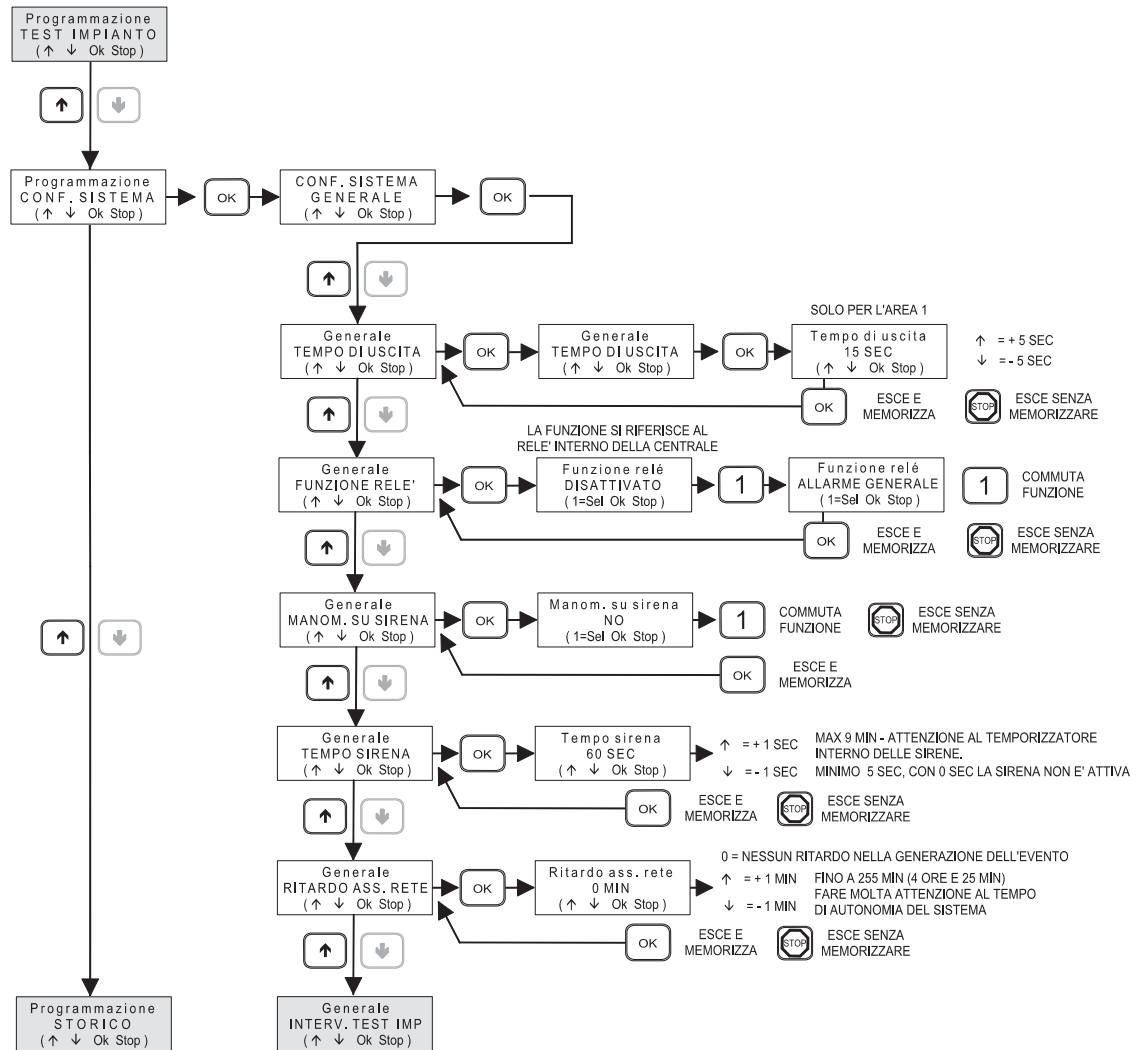 Programmazione
TEST IMPIANTO
( ↑ ↓ Ok Stop )
Programmazione
CONF. SISTEMA
( ↑ ↓ Ok Stop )
OK
CONF. SISTEMA
GENERALE
( ↑ ↓ Ok Stop )
OK
SOLO PER L'AREA 1
Generale
TEMPO DI USCITA
( ↑ ↓ Ok Stop )
OK
Generale
TEMPO DI USCITA
( ↑ ↓ Ok Stop )
OK
Tempo di uscita
15 SEC
( ↑ ↓ Ok Stop )
↑ = + 5 SEC
↓ = - 5 SEC
OK
ESCE E
MEMORIZZA
STOP
ESCE SENZA
MEMORIZZARE
LA FUNZIONE SI RIFERISCE AL
RELE' INTERNO DELLA CENTRALE
Generale
FUNZIONE RELE'
( ↑ ↓ Ok Stop )
OK
Funzione relé
DISATTIVATO
( 1=Sel Ok Stop )
1
Funzione relé
ALLARME GENERALE
( 1=Sel Ok Stop )
1
COMMUTA
FUNZIONE
OK
ESCE E
MEMORIZZA
STOP
ESCE SENZA
MEMORIZZARE
Generale
MANOM. SU SIRENA
( ↑ ↓ Ok Stop )
OK
Manom. su sirena
NO
( 1=Sel Ok Stop )
1
COMMUTA
FUNZIONE
STOP
ESCE SENZA
MEMORIZZARE
OK
ESCE E
MEMORIZZA
Generale
TEMPO SIRENA
( ↑ ↓ Ok Stop )
OK
Tempo sirena
60 SEC
( ↑ ↓ Ok Stop )
↑ = + 1 SEC
MAX 9 MIN - ATTENZIONE AL TEMPORIZZATORE
INTERNO DELLE SIRENE.
↓ = - 1 SEC
MINIMO 5 SEC, CON 0 SEC LA SIRENA NON E' ATTIVA
OK
ESCE E
MEMORIZZA
STOP
ESCE SENZA
MEMORIZZARE
0 = NESSUN RITARDO NELLA GENERAZIONE DELL'EVENTO
Generale
RITARDO ASS. RETE
( ↑ ↓ Ok Stop )
OK
Ritardo ass. rete
0 MIN
( ↑ ↓ Ok Stop )
↑ = + 1 MIN
FINO A 255 MIN (4 ORE E 25 MIN)
FARE MOLTA ATTENZIONE AL TEMPO
↓ = - 1 MIN
DI AUTONOMIA DEL SISTEMA
OK
ESCE E
MEMORIZZA
STOP
ESCE SENZA
MEMORIZZARE
Programmazione
STORICO
( ↑ ↓ Ok Stop )
Generale
INTERV. TEST IMP
( ↑ ↓ Ok Stop )